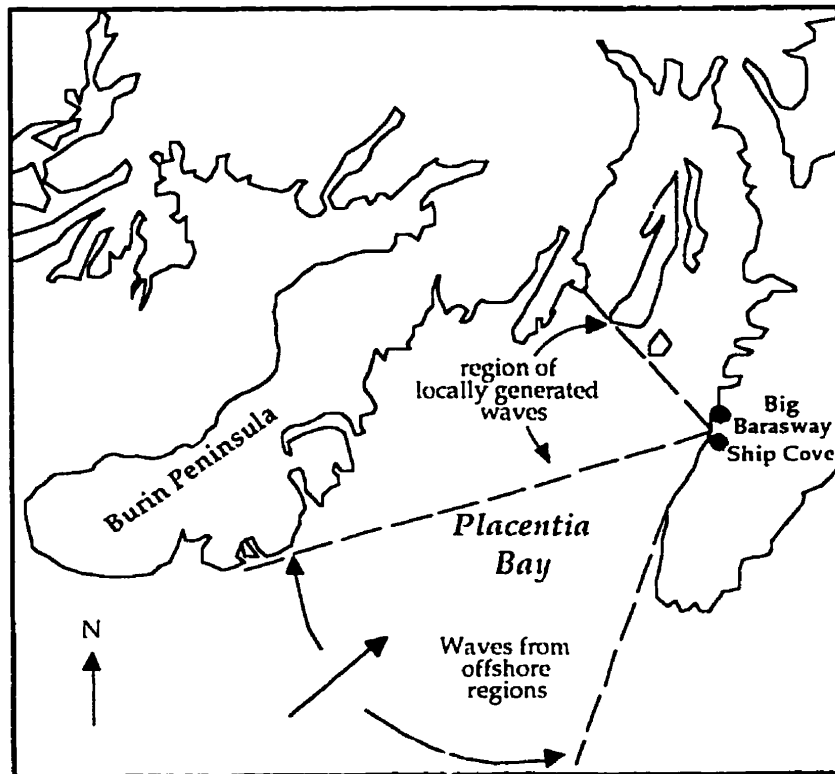 region of
locally generated
waves
Big
Barasway
Ship Cove
Burin Peninsula
Placentia
Bay
N
Waves from
offshore
regions